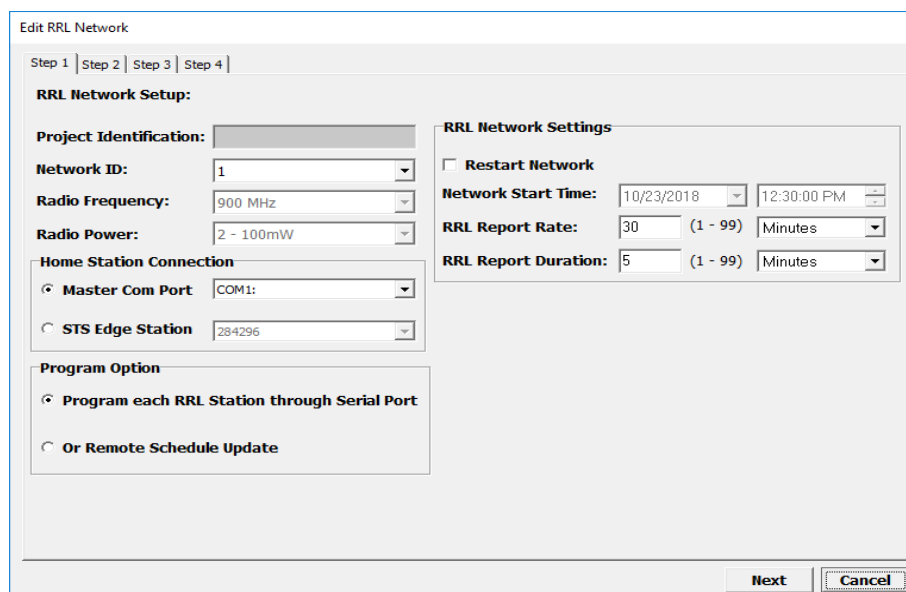 Edit RRL Network
Step 1 Step 2 Step 3 Step 4
RRL Network Setup:
Project Identification:
Network ID: 1
Radio Frequency: 900 MHz
Radio Power: 2 - 100mW
Home Station Connection
Master Com Port COM1:
STS Edge Station 284296
Program Option
Program each RRL Station through Serial Port
Or Remote Schedule Update
RRL Network Settings
Restart Network
Network Start Time: 10/23/2018 12:30:00 PM
RRL Report Rate: 30 (1 - 99) Minutes
RRL Report Duration: 5 (1 - 99) Minutes
Next Cancel